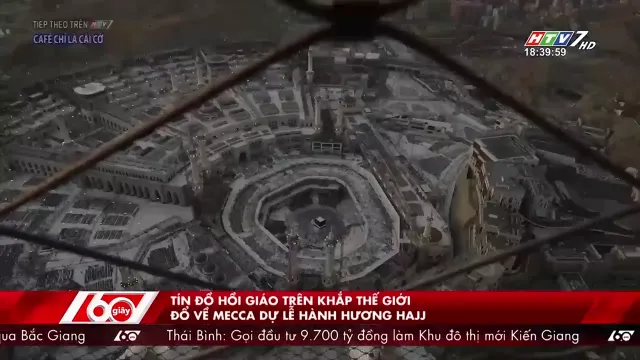 TIẾP THEO TRÊN HTV7
CAFE CHỈ LÀ CÁI CỚ
HTV7 HD
18:39:59
60 giây
TÍN ĐỒ HỒI GIÁO TRÊN KHẮP THẾ GIỚI
ĐỔ VỀ MECCA DỰ LỄ HÀNH HƯƠNG HAJJ
qua Bắc Giang 60giây Thái Bình: Gọi đầu tư 9.700 tỷ đồng làm Khu đô thị mới Kiến Giang 60giây